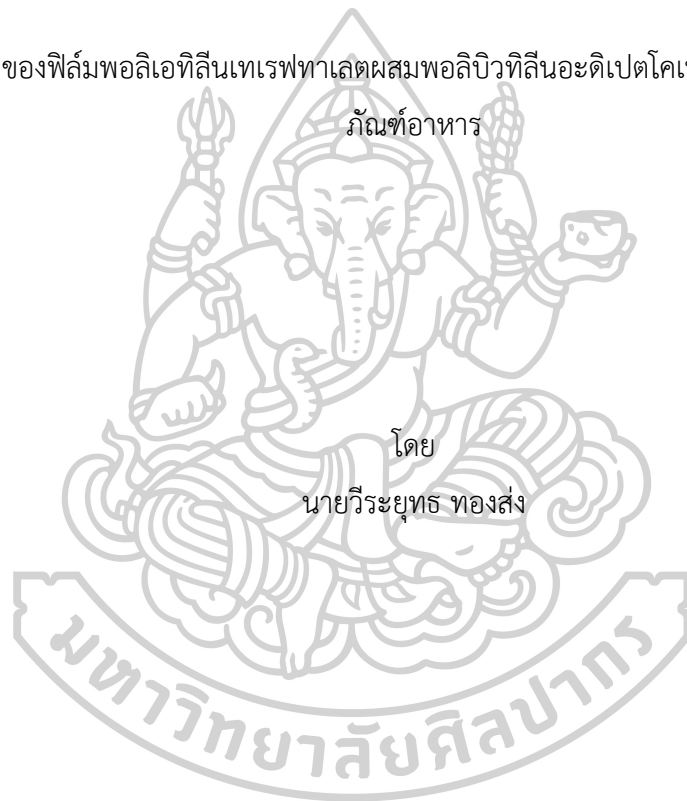 ของฟิล์มพอลิเอทิลีนเทเรฟทาเลตผสมพอลิบิวทิลีนอะดิเปตโคเ
ภัณฑ์อาหาร
โดย
นายวีระยุทธ ทองส่ง
มหาวิทยาลัยศิลปากร